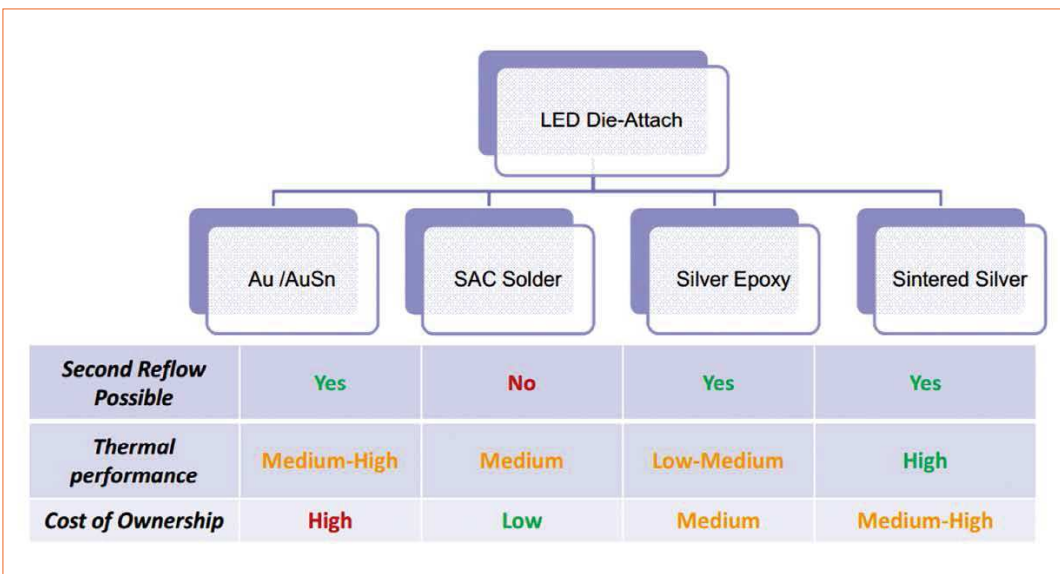 LED Die-Attach
Au /AuSn
SAC Solder
Silver Epoxy
Sintered Silver
Second Reflow
Possible
Yes
No
Yes
Yes
Thermal
performance
Medium-High
Medium
Low-Medium
High
Cost of Ownership
High
Low
Medium
Medium-High